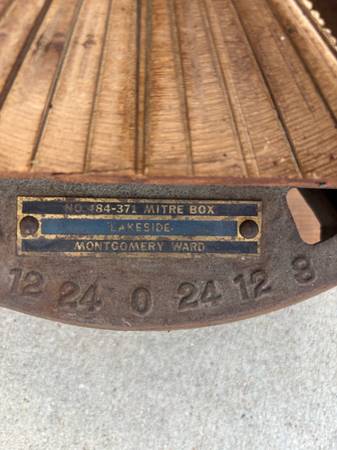 NO. 484-371 MITRE BOX
LAKESIDE
MONTGOMERY WARD
12 24 0 24 12 8